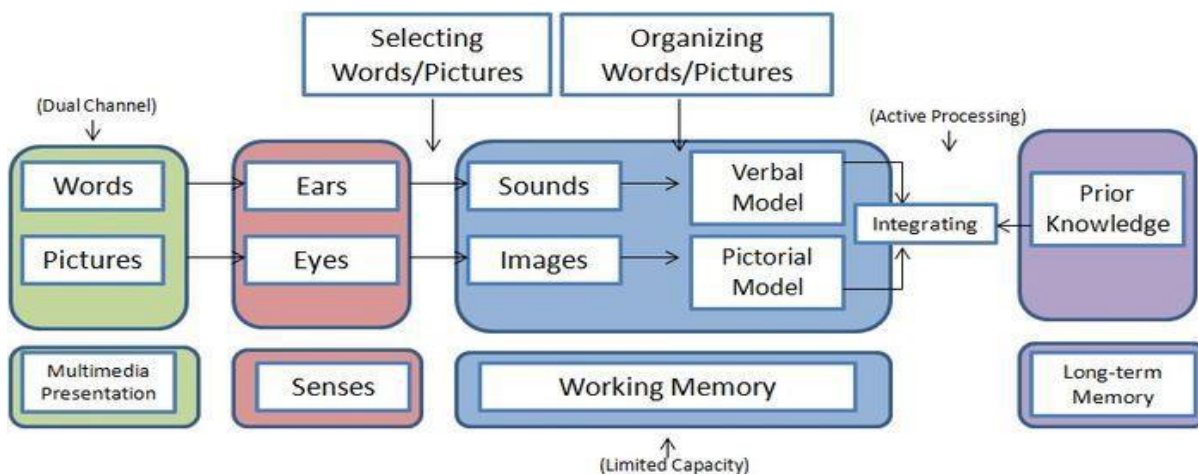 Selecting
Words/Pictures
Organizing
Words/Pictures
(Dual Channel)
(Active Processing)
Words
Ears
Sounds
Verbal
Model
Prior
Knowledge
Integrating
Pictures
Eyes
Images
Pictorial
Model
Multimedia
Presentation
Senses
Working Memory
Long-term
Memory
(Limited Capacity)